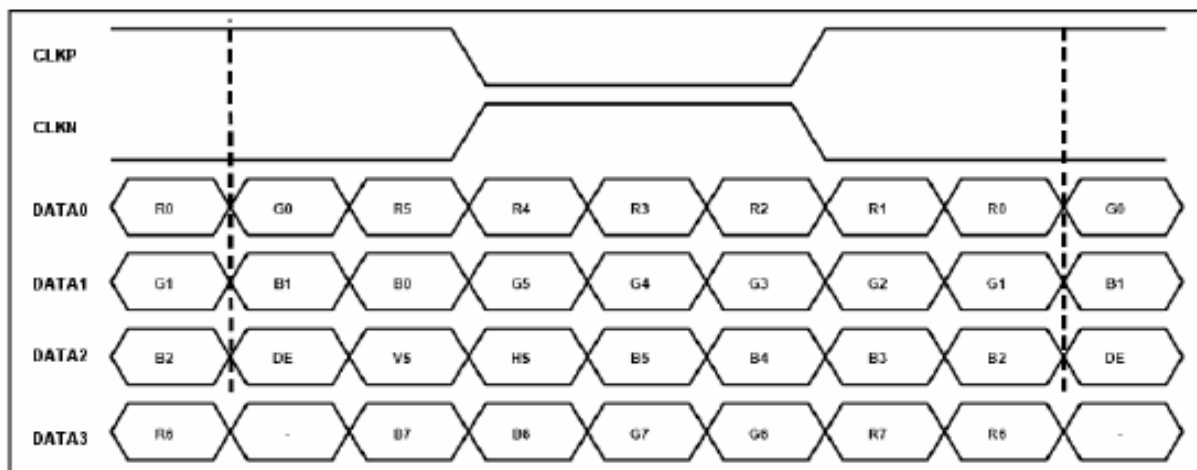 CLKP
CLKN
DATA0 R0 G0 R5 R4 R3 R2 R1 R0 G0
DATA1 G1 B1 B0 G5 G4 G3 G2 G1 B1
DATA2 B2 DE VS HS B5 B4 B3 B2 DE
DATA3 R6 - B7 B6 G7 G6 R7 R6 -